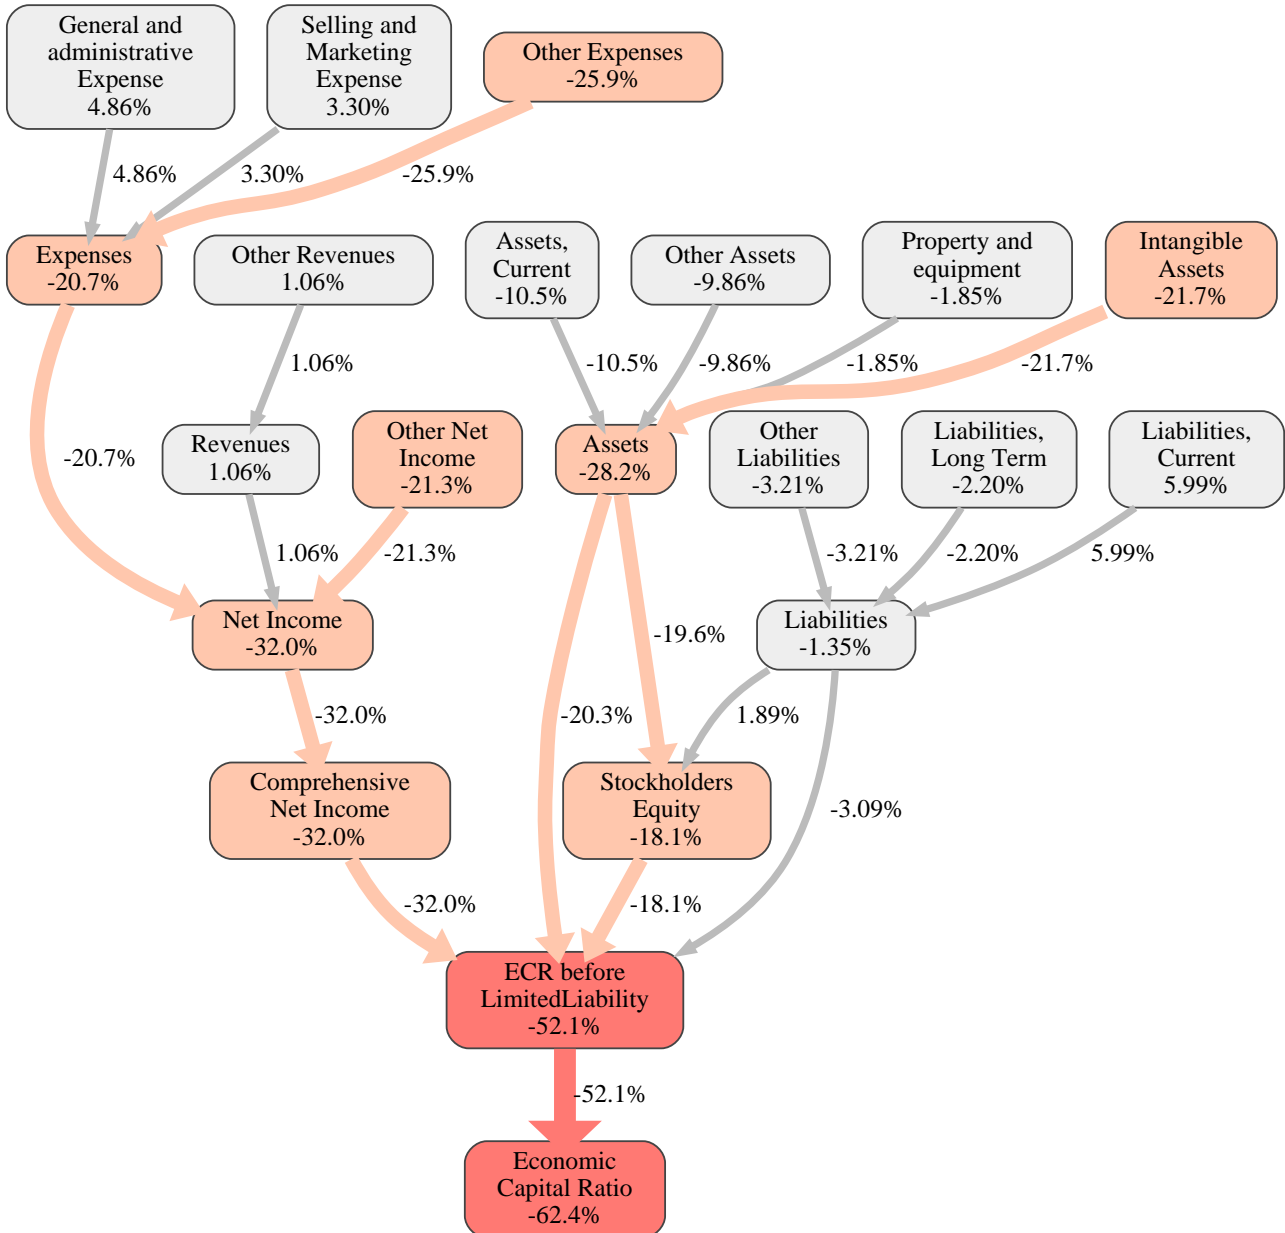 General and
administrative
Expense
4.86%
Selling and
Marketing
Expense
3.30%
Other Expenses
-25.9%
4.86%
3.30%
-25.9%
Expenses
-20.7%
Other Revenues
1.06%
Assets,
Current
-10.5%
Other Assets
-9.86%
Property and
equipment
-1.85%
Intangible
Assets
-21.7%
1.06%
-10.5%
-9.86%
-1.85%
-21.7%
-20.7%
Revenues
1.06%
Other Net
Income
-21.3%
Assets
-28.2%
Other
Liabilities
-3.21%
Liabilities,
Long Term
-2.20%
Liabilities,
Current
5.99%
1.06%
-21.3%
-3.21%
-2.20%
5.99%
Net Income
-32.0%
-19.6%
Liabilities
-1.35%
-32.0%
-20.3%
1.89%
Comprehensive
Net Income
-32.0%
Stockholders
Equity
-18.1%
-3.09%
-32.0%
-18.1%
ECR before
LimitedLiability
-52.1%
-52.1%
Economic
Capital Ratio
-62.4%